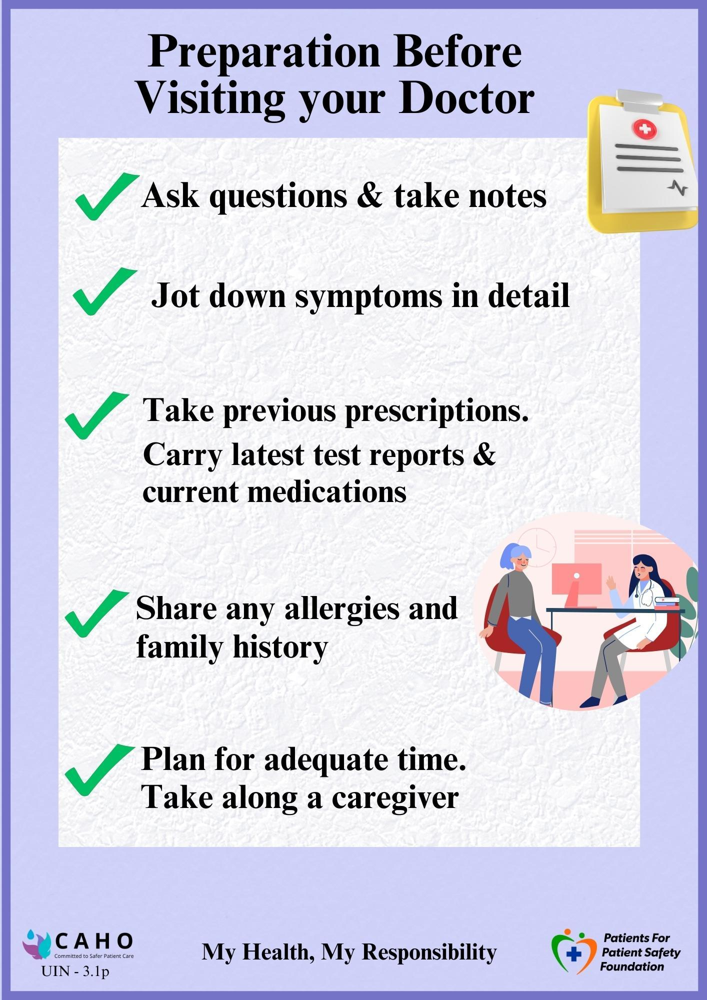 Preparation Before
Visiting your Doctor
Ask questions & take notes
Jot down symptoms in detail
Take previous prescriptions.
Carry latest test reports &
current medications
Share any allergies and
family history
Plan for adequate time.
Take along a caregiver
CAHO
Committed to Safer Patient Care
UIN - 3.1p
My Health, My Responsibility
Patients For
Patient Safety
Foundation